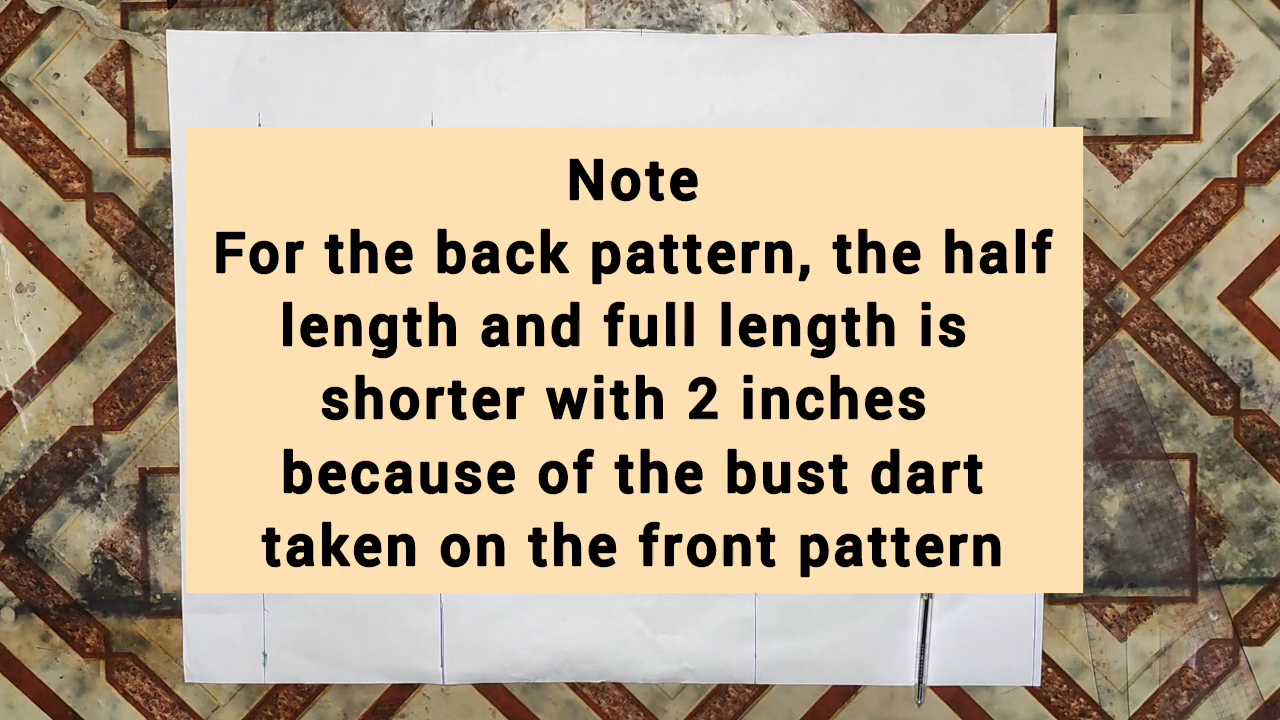 Note
For the back pattern, the half
length and full length is
shorter with 2 inches
because of the bust dart
taken on the front pattern